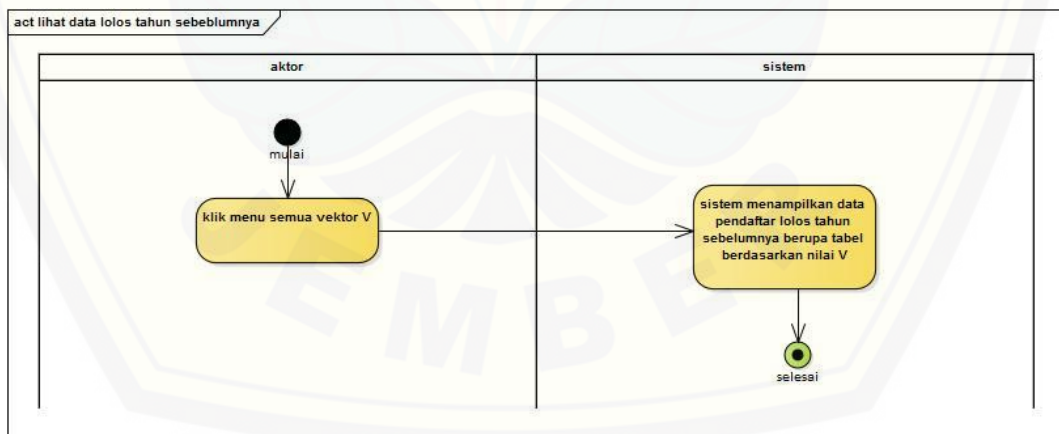 act lihat data lolos tahun sebeblumnya
aktor
sistem
mulai
klik menu semua vektor V
sistem menampilkan data
pendaftar lolos tahun
sebelumnya berupa tabel
berdasarkan nilai V
selesai
JEMBER